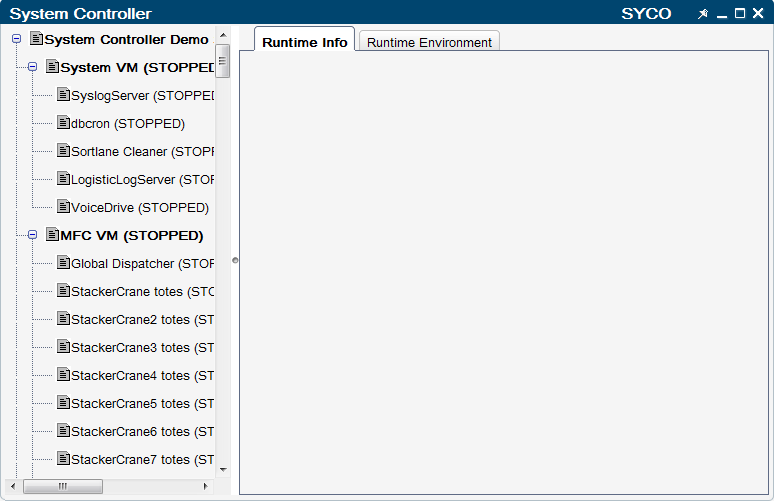 System Controller SYCO
Runtime Info Runtime Environment
System Controller Demo
System VM (STOPPED
SyslogServer (STOPPED
dbcron (STOPPED)
Sortlane Cleaner (STOP
LogisticLogServer (STOP
VoiceDrive (STOPPED)
MFC VM (STOPPED)
Global Dispatcher (STOP
StackerCrane totes (STO
StackerCrane2 totes (ST
StackerCrane3 totes (ST
StackerCrane4 totes (ST
StackerCrane5 totes (ST
StackerCrane6 totes (ST
StackerCrane7 totes (ST